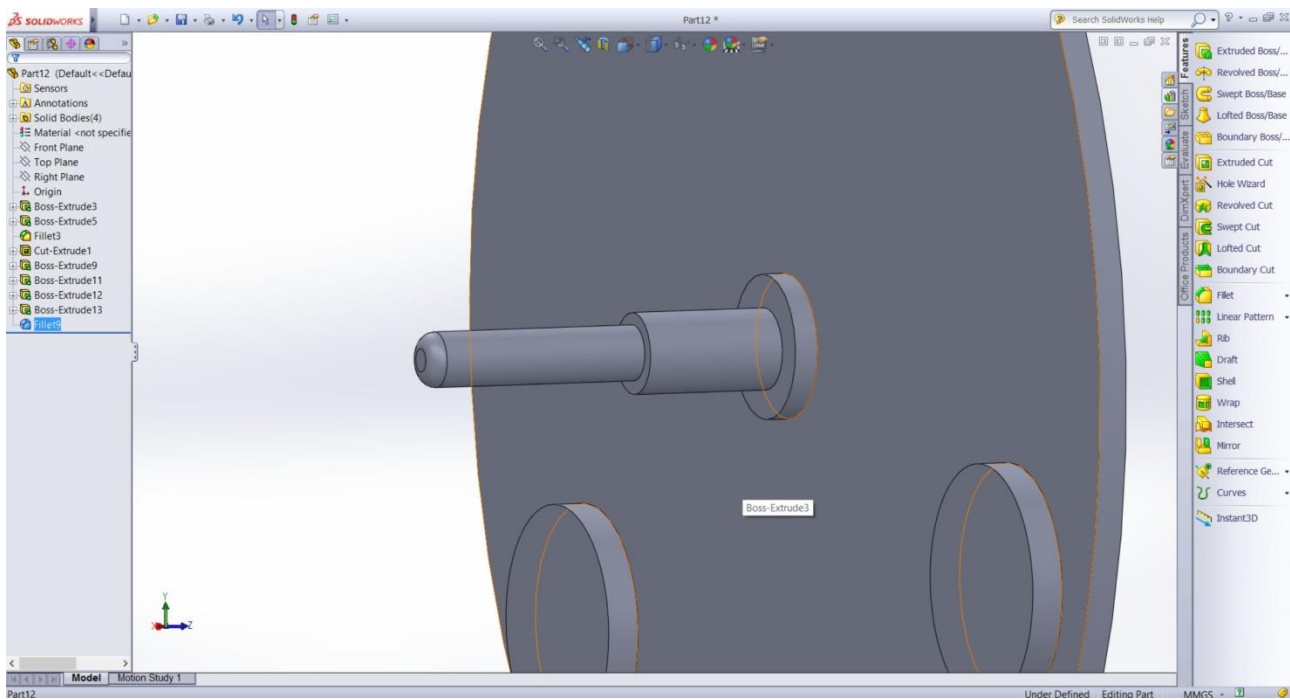 SOLIDWORKS
Part12 *
Search SolidWorks Help
Part12 (Default<<Defau
Sensors
Annotations
Solid Bodies(4)
Material <not specifie
Front Plane
Top Plane
Right Plane
Origin
Boss-Extrude3
Boss-Extrude5
Fillet3
Cut-Extrude1
Boss-Extrude9
Boss-Extrude11
Boss-Extrude12
Boss-Extrude13
Fillet9
Boss-Extrude3
Y
X
Z
Features
Sketch
Evaluate
DimXpert
Office Products
Extruded Boss/...
Revolved Boss/...
Swept Boss/Base
Lofted Boss/Base
Boundary Boss/...
Extruded Cut
Hole Wizard
Revolved Cut
Swept Cut
Lofted Cut
Boundary Cut
Fillet
Linear Pattern
Rib
Draft
Shell
Wrap
Intersect
Mirror
Reference Ge...
Curves
Instant3D
Model Motion Study 1
Part12 Under Defined Editing Part MMGS